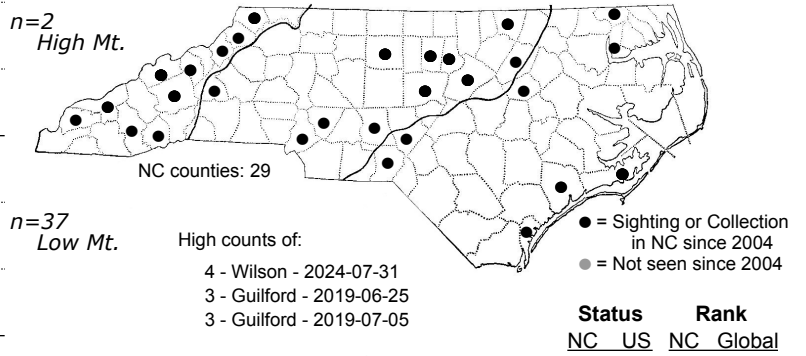 n=2
High Mt.
NC counties: 29
n=37
Low Mt.
High counts of:
4 - Wilson - 2024-07-31
3 - Guilford - 2019-06-25
3 - Guilford - 2019-07-05
● = Sighting or Collection
in NC since 2004
● = Not seen since 2004
Status Rank
NC US NC Global